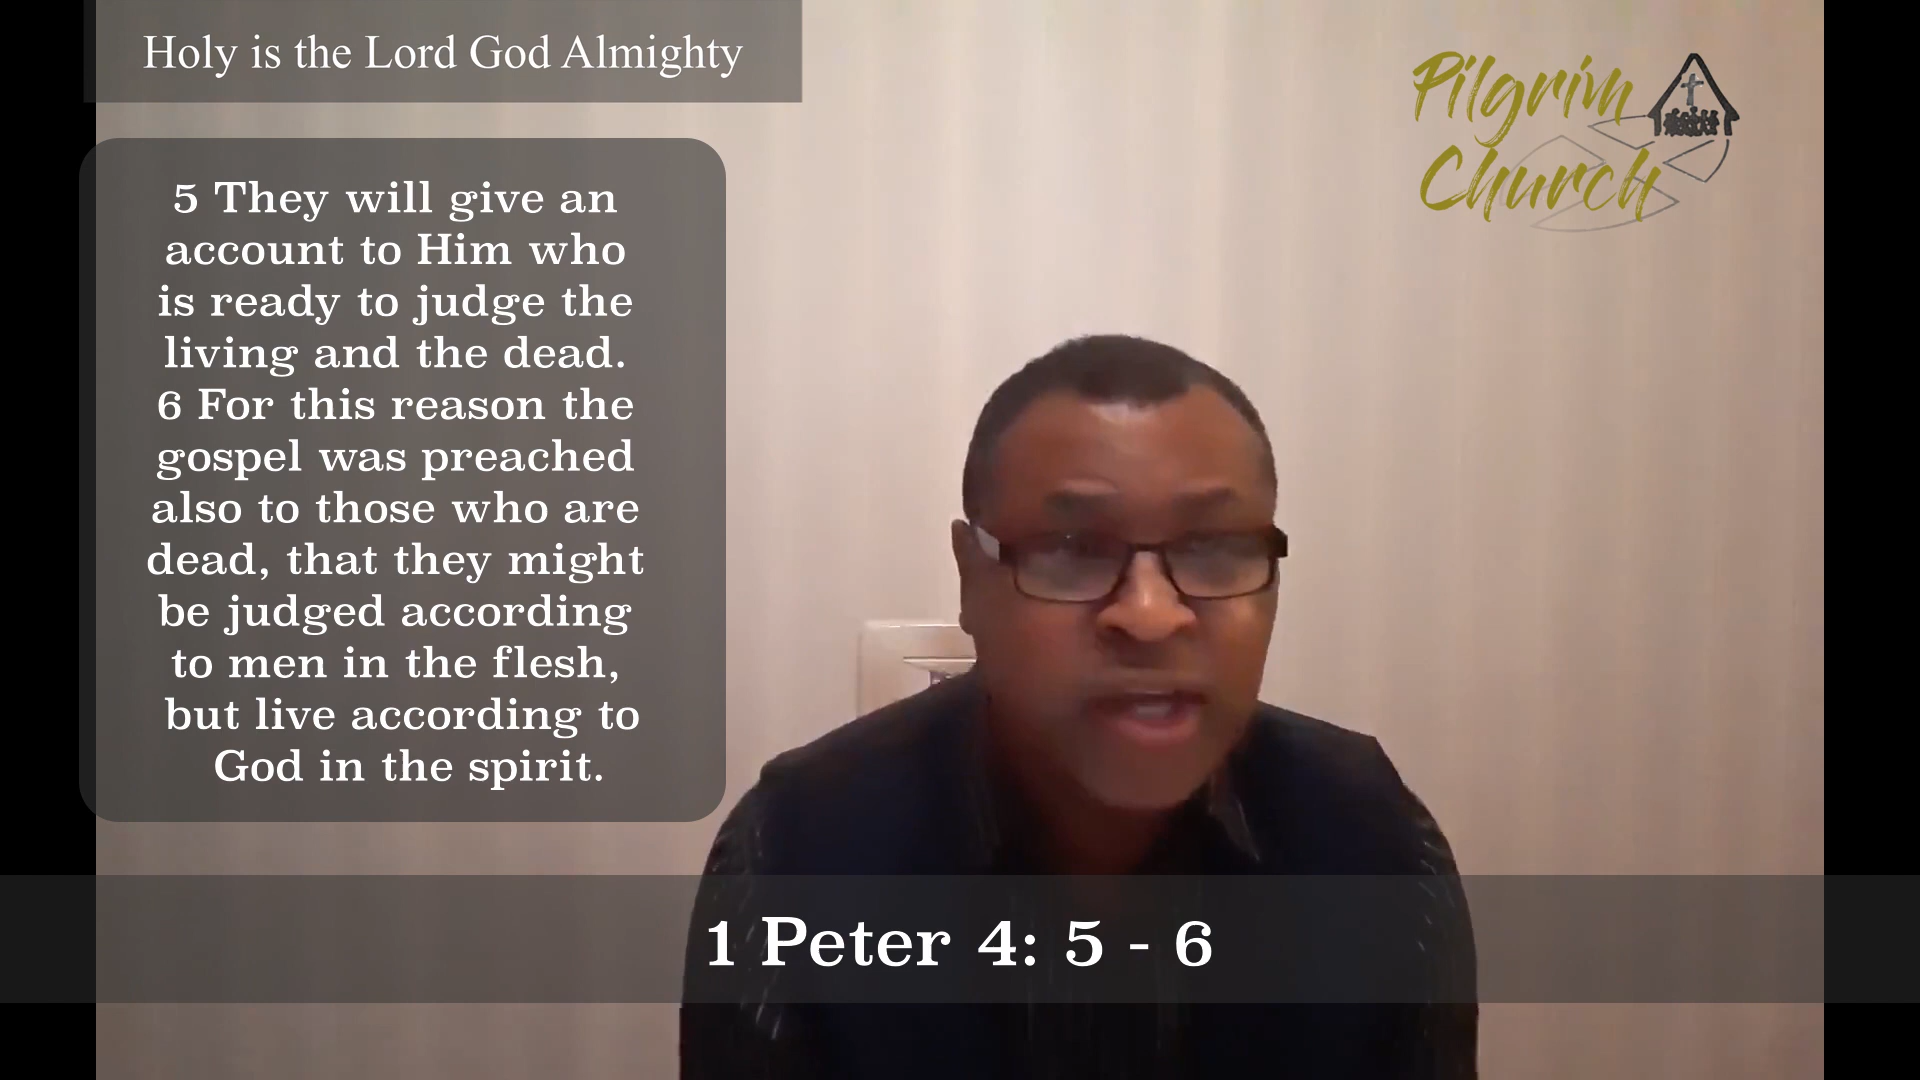 Holy is the Lord God Almighty
Pilgrim
Church
5 They will give an
account to Him who
is ready to judge the
living and the dead.
6 For this reason the
gospel was preached
also to those who are
dead, that they might
be judged according
to men in the flesh,
but live according to
God in the spirit.
1 Peter 4: 5 - 6